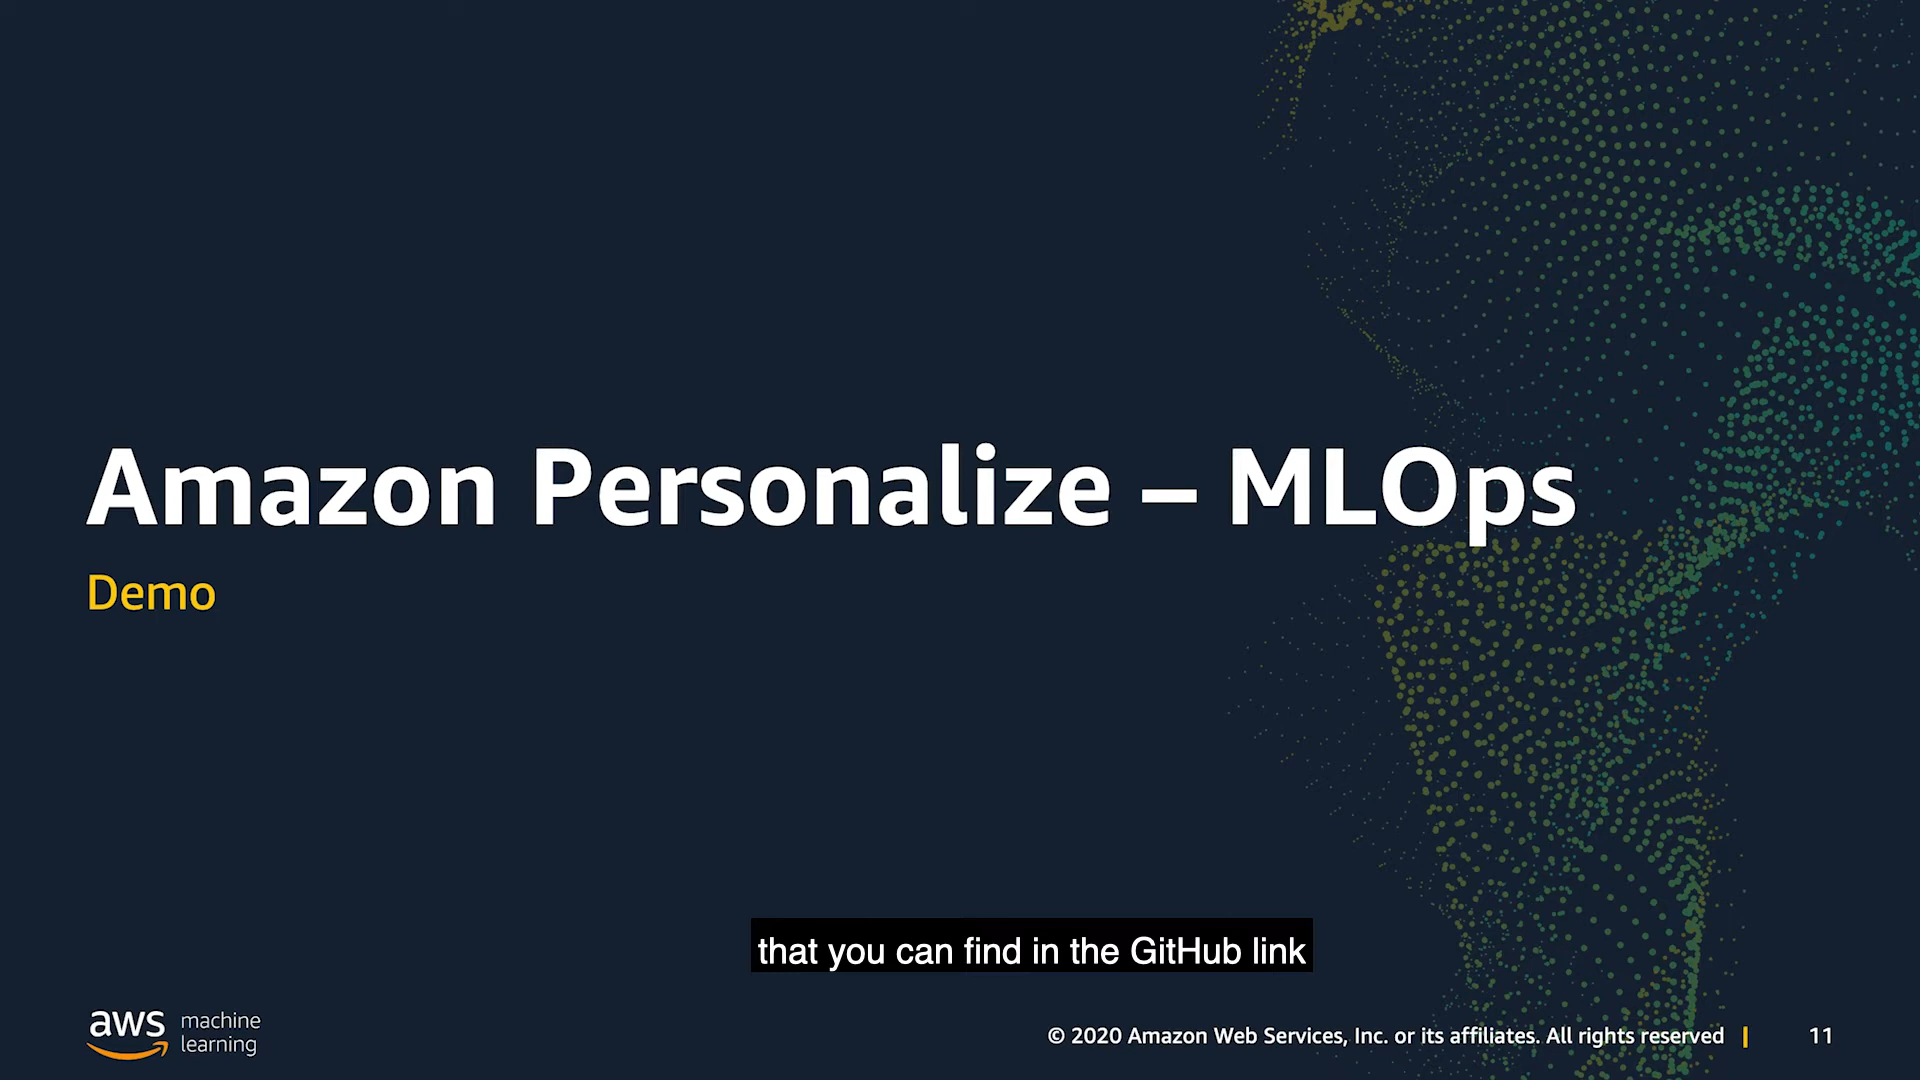 Amazon Personalize – MLOps
Demo
that you can find in the GitHub link
aws machine learning
© 2020 Amazon Web Services, Inc. or its affiliates. All rights reserved | 11